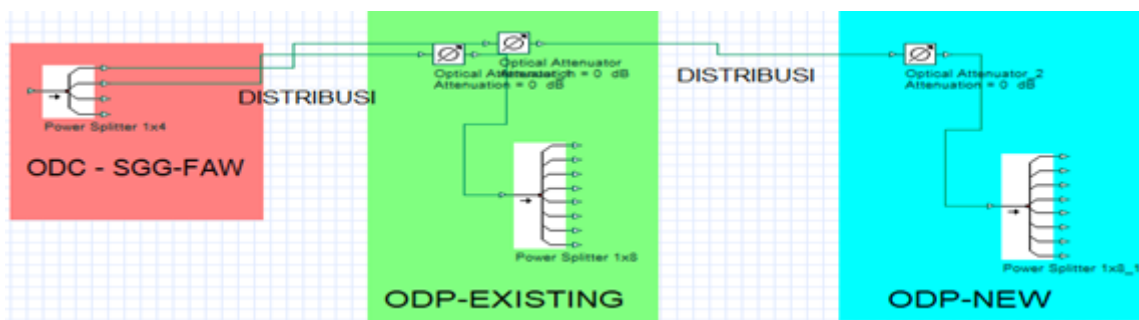 Power Splitter 1x4
ODC - SGG-FAW
DISTRIBUSI
Optical Attenuator
Attenuation = 0 dB
Power Splitter 1x8
ODP-EXISTING
DISTRIBUSI
Optical Attenuator_2
Attenuation = 0 dB
Power Splitter 1x8_1
ODP-NEW